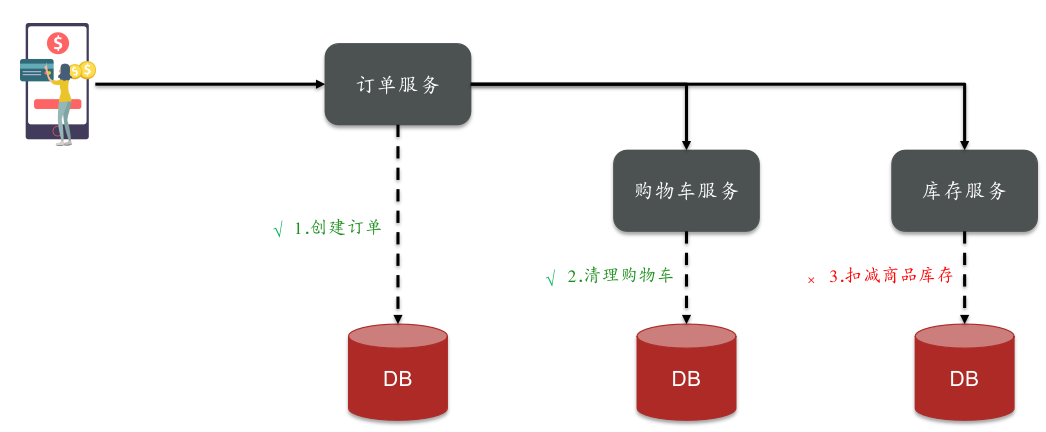 $
$
$
订单服务
购物车服务
库存服务
√ 1.创建订单
√ 2.清理购物车
× 3.扣减商品库存
DB
DB
DB